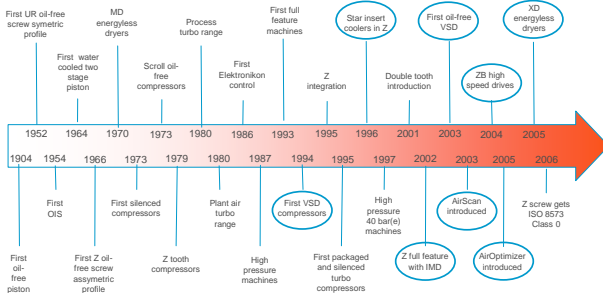 First UR oil-free
screw symetric
profile
MD
energyless
dryers
Process
turbo range
First full
feature
machines
Star insert
coolers in Z
First oil-free
VSD
XD
energyless
dryers
First water
cooled two
stage
piston
Scroll oil-
free
compressors
First
Elektronikon
control
Z
integration
Double tooth
introduction
ZB high
speed drives
1952 1964 1970 1973 1980 1986 1993 1995 1996 2001 2003 2004 2005
1904 1954 1966 1973 1979 1980 1987 1994 1995 1997 2002 2003 2005 2006
First
OIS
First silenced
compressors
Plant air
turbo
range
First VSD
compressors
High
pressure
40 bar(e)
machines
AirScan
introduced
Z screw gets
ISO 8573
Class 0
First
oil-
free
piston
First Z oil-
free screw
assymetric
profile
Z tooth
compressors
High
pressure
machines
First packaged
and silenced
turbo
compressors
Z full feature
with IMD
AirOptimizer
introduced